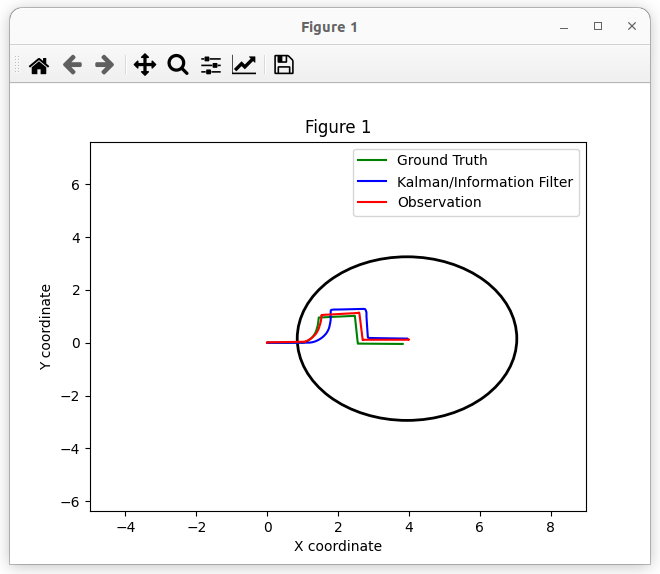 Figure 1
Figure 1
Ground Truth
Kalman/Information Filter
Observation
6
4
2
0
−2
−4
−6
Y coordinate
−4 −2 0 2 4 6 8
X coordinate